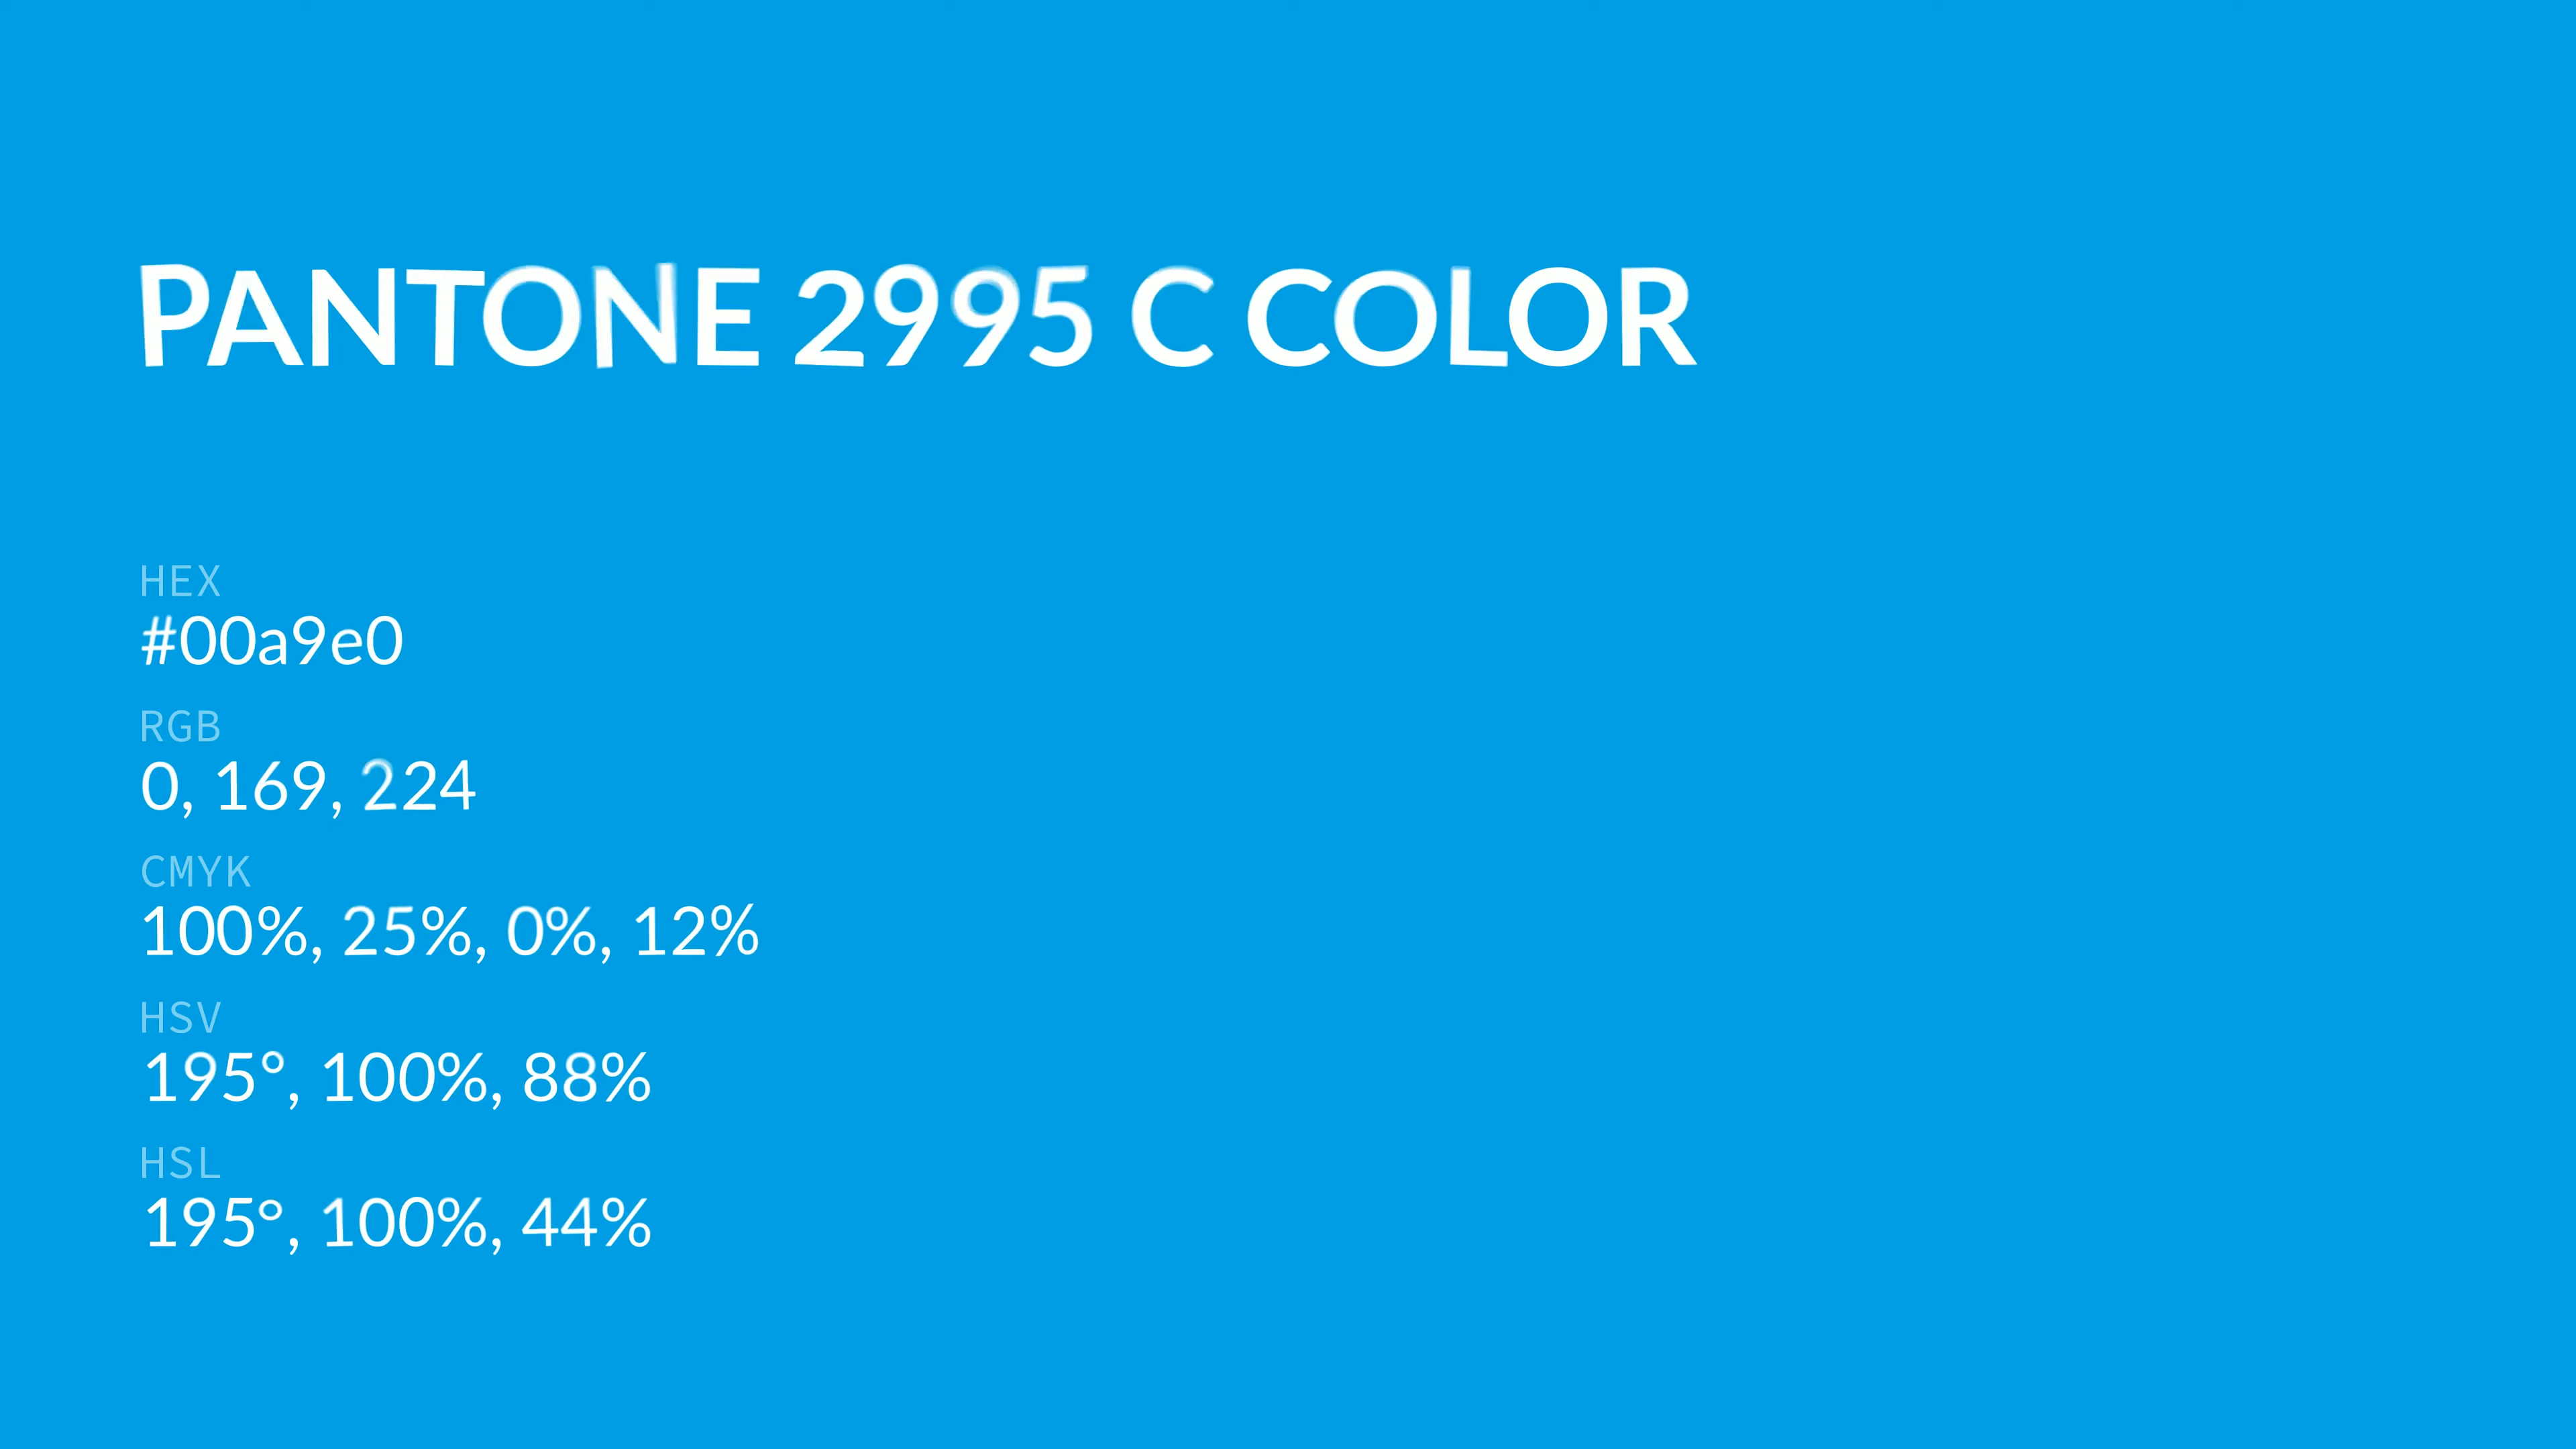 PANTONE 2995 C COLOR
HEX
#00a9e0
RGB
0, 169, 224
CMYK
100%, 25%, 0%, 12%
HSV
195°, 100%, 88%
HSL
195°, 100%, 44%